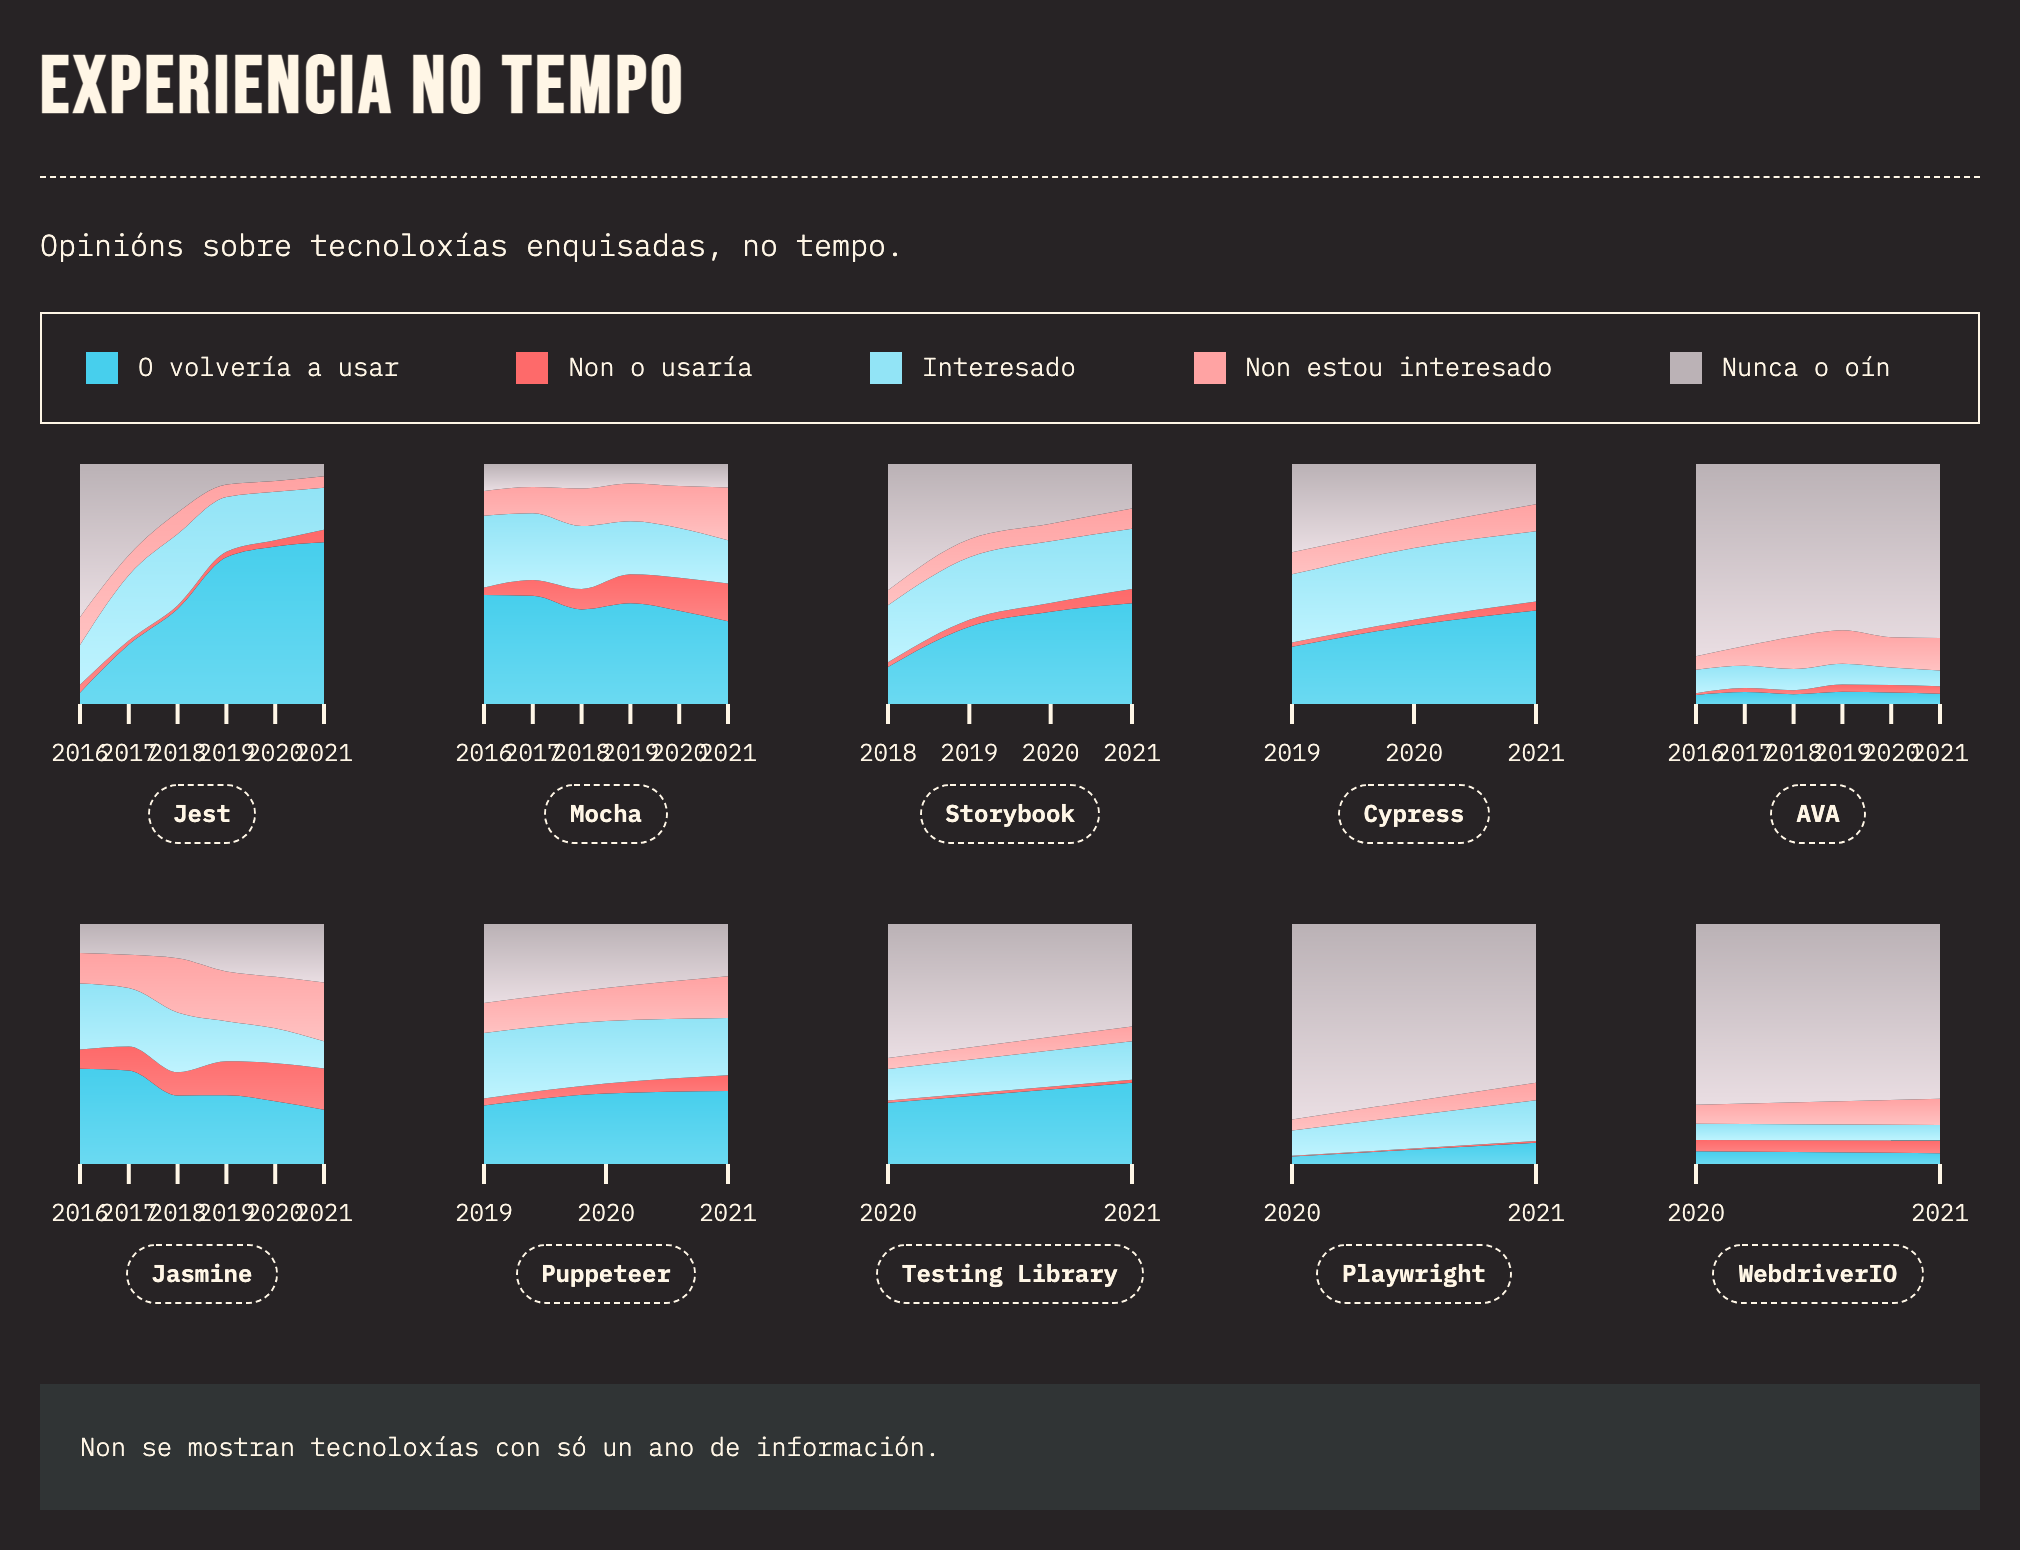 EXPERIENCIA NO TEMPO
Opinións sobre tecnoloxías enquisadas, no tempo.
O volvería a usar Non o usaría Interesado Non estou interesado Nunca o oín
2016 2017 2018 2019 2020 2021 2016 2017 2018 2019 2020 2021 2018 2019 2020 2021 2019 2020 2021 2016 2017 2018 2019 2020 2021
Jest Mocha Storybook Cypress AVA
2016 2017 2018 2019 2020 2021 2019 2020 2021 2020 2021 2020 2021 2020 2021
Jasmine Puppeteer Testing Library Playwright WebdriverIO
Non se mostran tecnoloxías con só un ano de información.